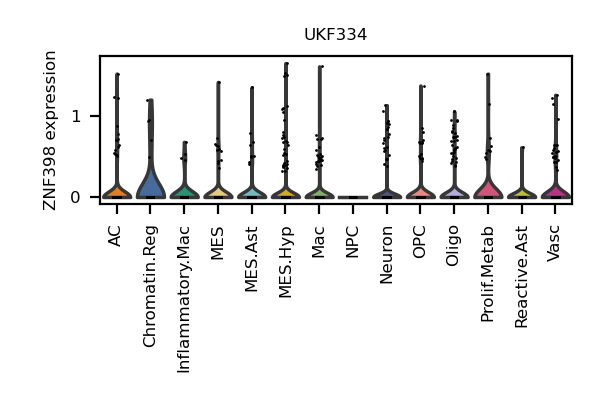 UKF334
ZNF398 expression
1
0
AC
Chromatin.Reg
Inflammatory.Mac
MES
MES.Ast
MES.Hyp
Mac
NPC
Neuron
OPC
Oligo
Prolif.Metab
Reactive.Ast
Vasc